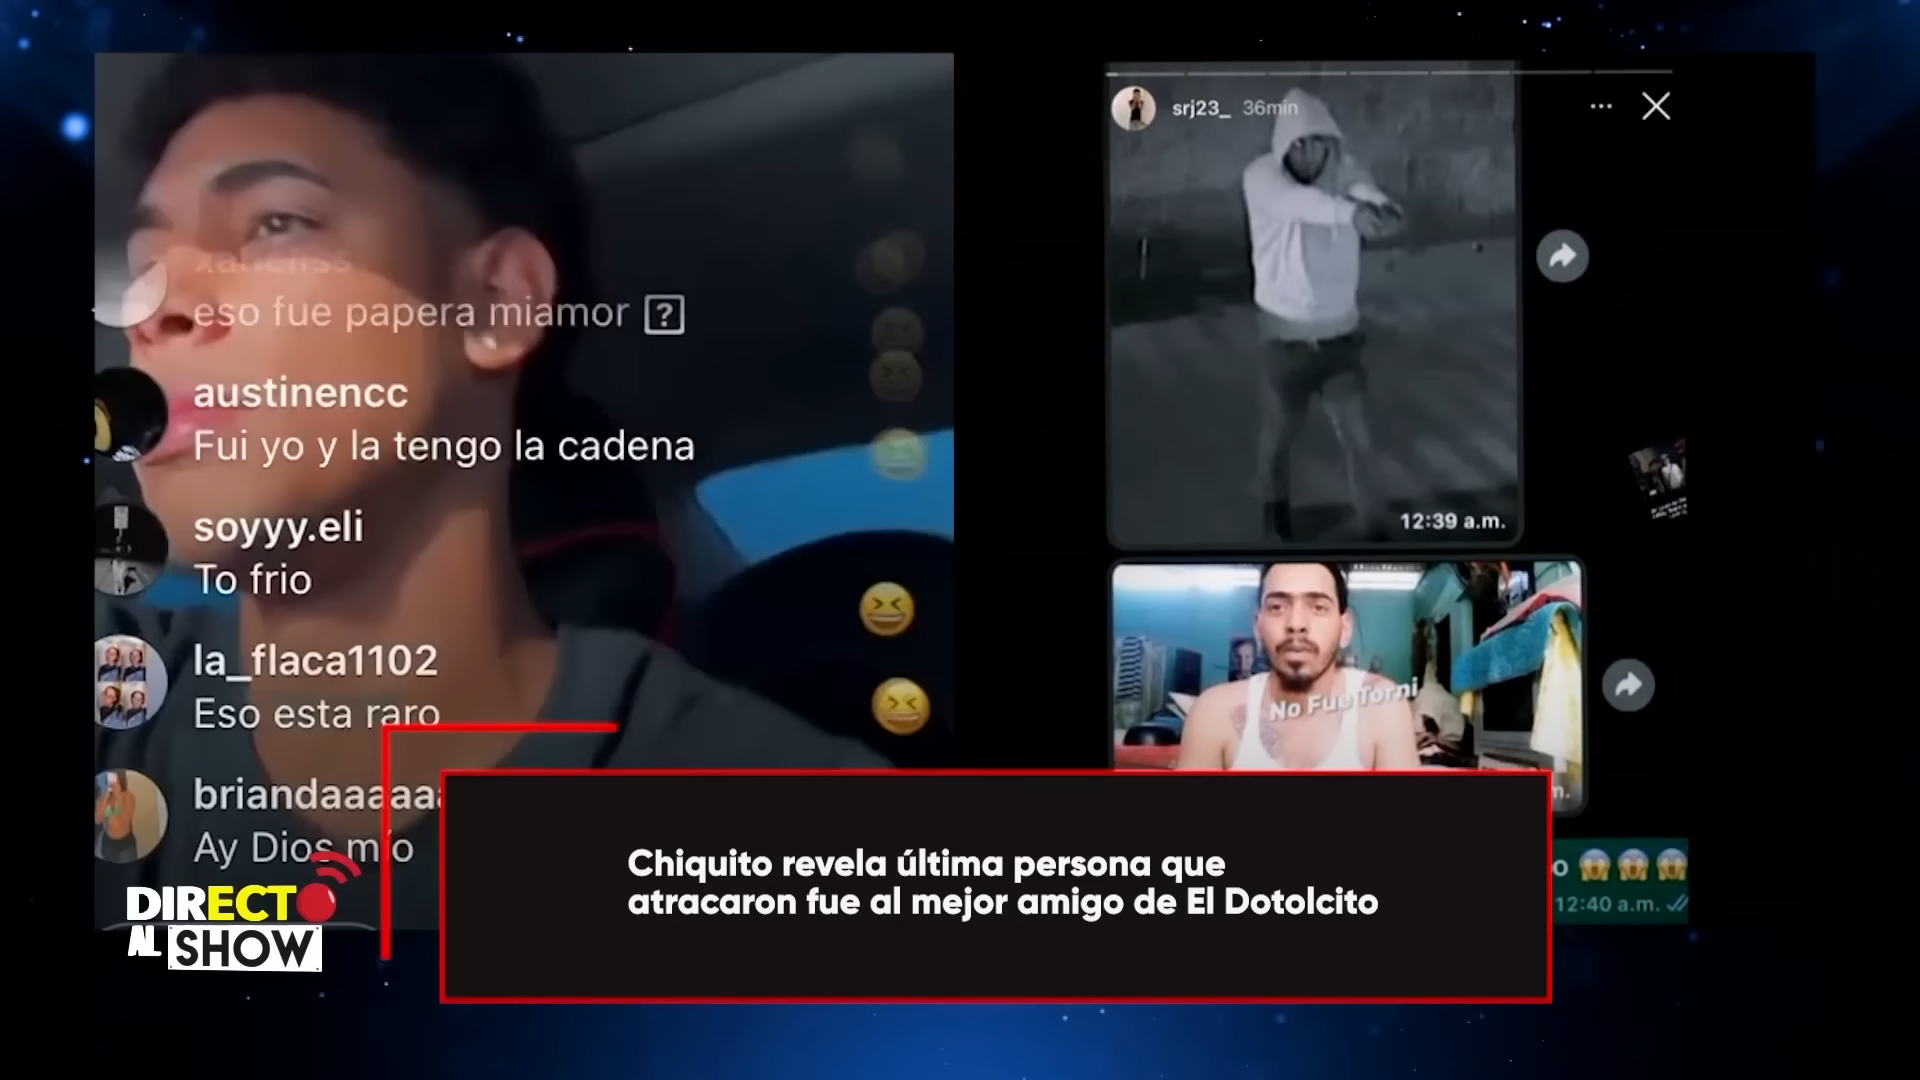 eso fue papera miamor ?
austinencc
Fui yo y la tengo la cadena
soyyy.eli
To frio
la_flaca1102
Eso esta raro
briandaaaaaa
Ay Dios mío
DIRECTO
AL SHOW
srj23_ 36min
12:39 a.m.
No Fue Torni
m.
o 😱😱😱
12:40 a.m.
Chiquito revela última persona que
atracaron fue al mejor amigo de El Dotolcito